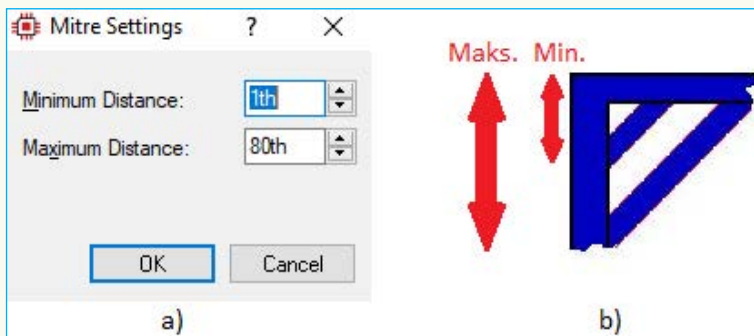 Mitre Settings ? ×
Minimum Distance: 1th
Maximum Distance: 80th
OK Cancel
a)
Maks. Min.
b)